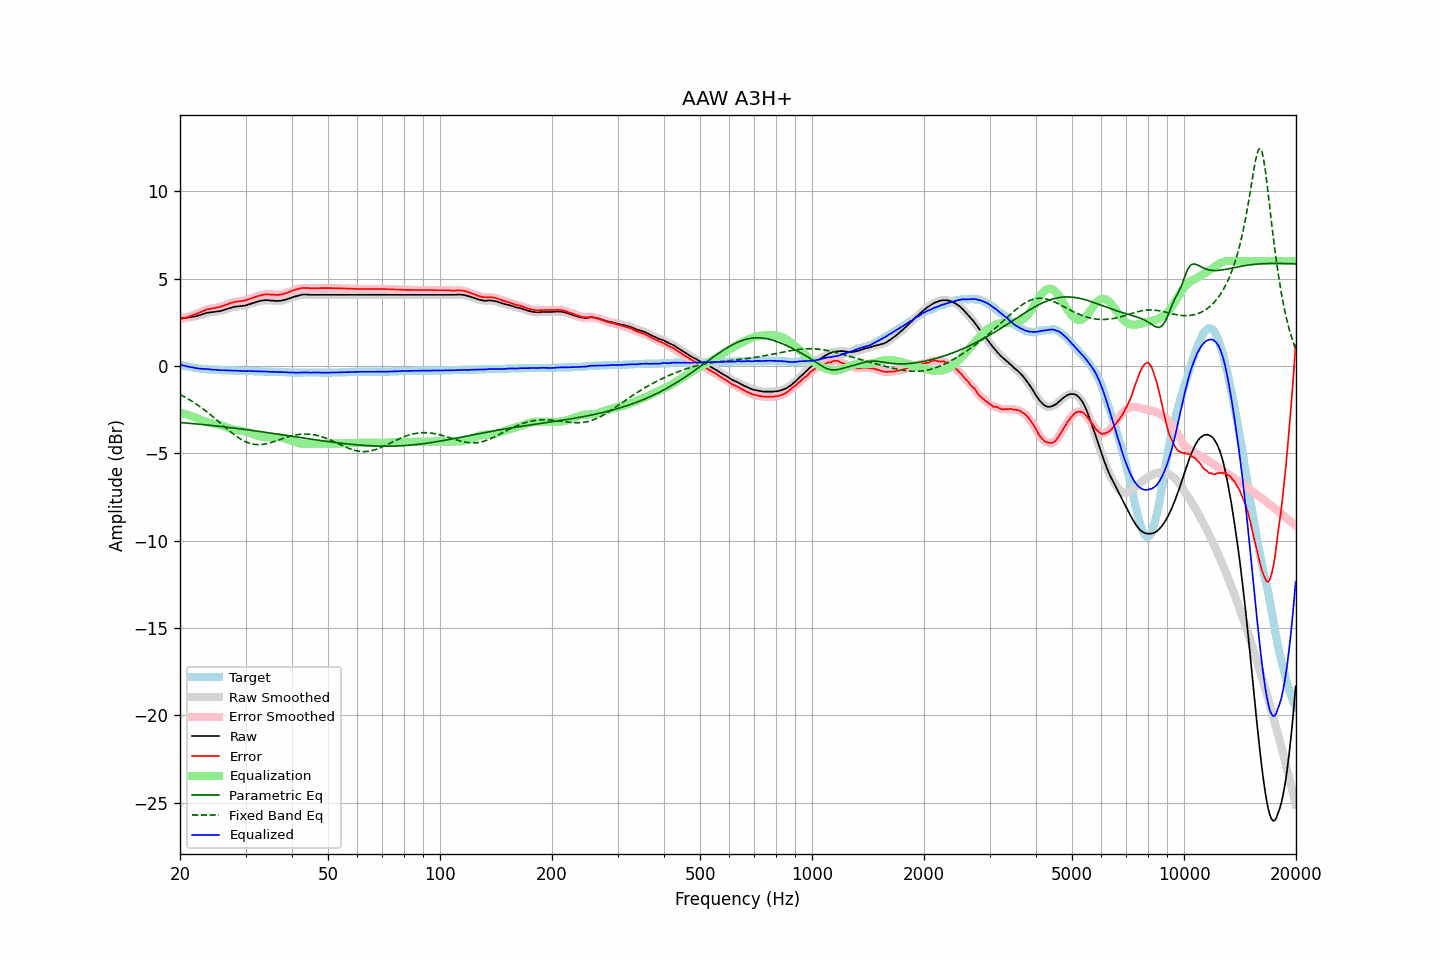 AAW A3H+
Amplitude (dBr)
10
5
0
−5
−10
−15
−20
−25
Target
Raw Smoothed
Error Smoothed
Raw
Error
Equalization
Parametric Eq
Fixed Band Eq
Equalized
20 50 100 200 500 1000 2000 5000 10000 20000
Frequency (Hz)